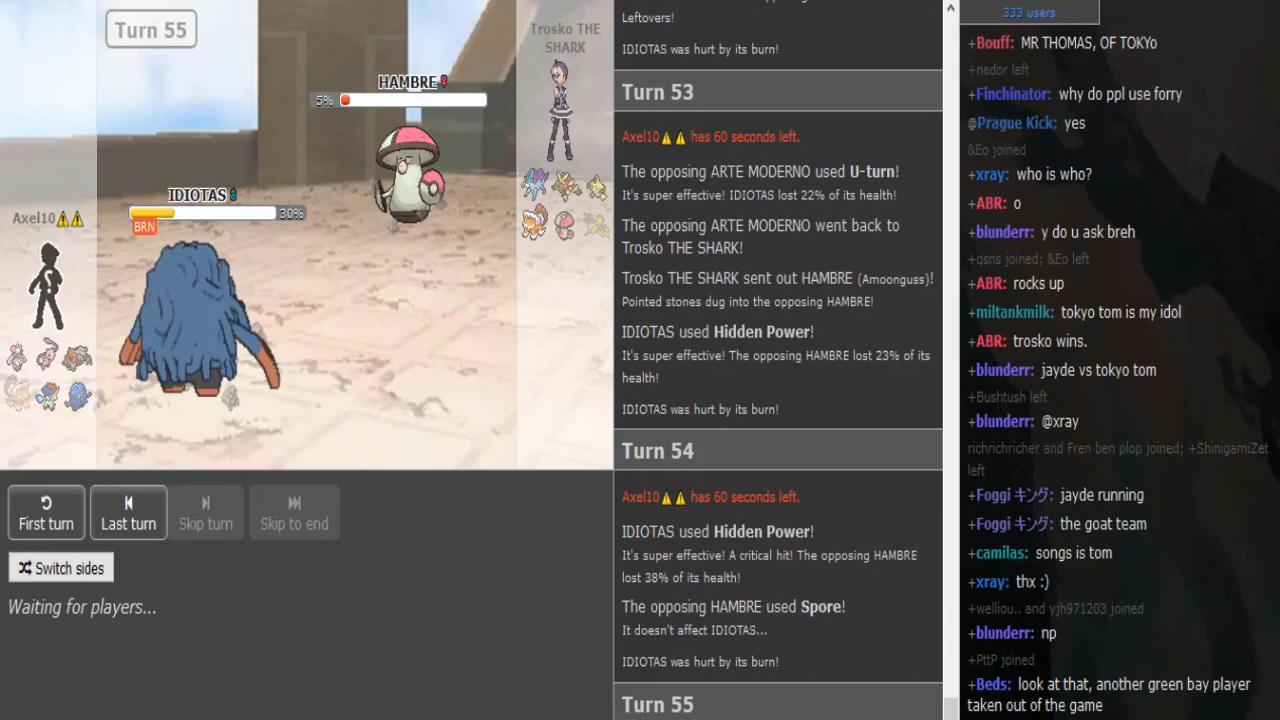 Turn 55
Trosko THE
SHARK
HAMBRE
5%
IDIOTAS
30%
BRN
Axel10
First turn
Last turn
Skip turn
Skip to end
Switch sides
Waiting for players...
Leftovers!
IDIOTAS was hurt by its burn!
Turn 53
Axel10⚠⚠ has 60 seconds left.
The opposing ARTE MODERNO used U-turn!
It's super effective! IDIOTAS lost 22% of its health!
The opposing ARTE MODERNO went back to
Trosko THE SHARK!
Trosko THE SHARK sent out HAMBRE (Amoonguss)!
Pointed stones dug into the opposing HAMBRE!
IDIOTAS used Hidden Power!
It's super effective! The opposing HAMBRE lost 23% of its
health!
IDIOTAS was hurt by its burn!
Turn 54
Axel10⚠⚠ has 60 seconds left.
IDIOTAS used Hidden Power!
It's super effective! A critical hit! The opposing HAMBRE
lost 38% of its health!
The opposing HAMBRE used Spore!
It doesn't affect IDIOTAS...
IDIOTAS was hurt by its burn!
Turn 55
333 users
+Bouff: MR THOMAS, OF TOKYo
+nedor left
+Finchinator: why do ppl use forry
@Prague Kick: yes
&Eo joined
+xray: who is who?
+ABR: o
+blunderr: y do u ask breh
+qsns joined; &Eo left
+ABR: rocks up
+miltankmilk: tokyo tom is my idol
+ABR: trosko wins.
+blunderr: jayde vs tokyo tom
+Bushtush left
+blunderr: @xray
richrichricher and Fren ben plop joined; +ShinigamiZet
left
+Foggi キング: jayde running
+Foggi キング: the goat team
+camilas: songs is tom
+xray: thx :)
+welliou.. and yjh971203 joined
+blunderr: np
+PttP joined
+Beds: look at that, another green bay player
taken out of the game